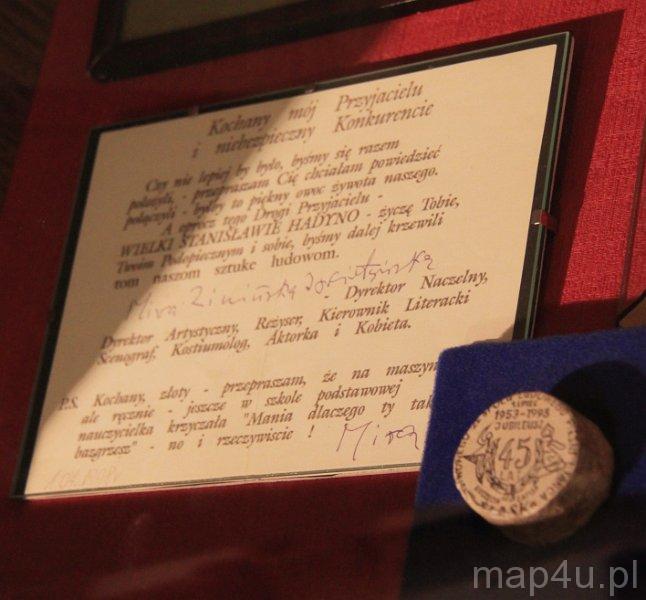 Kochany mój Przyjacielu
i niebezpieczny Konkurencie
Czy nie lepiej by było, byśmy się razem
położyli, - przepraszam Cię chciałam powiedzieć
połączyli - byłby to piękny owoc żywota naszego.
A oprócz tego Drogi Przyjacielu -
WIELKI STANISŁAWIE HADYNO - życzę Tobie,
Twoim Podopiecznym i sobie, byśmy dalej krzewili
tom naszom sztukę ludowom.
Mira Zimińska Sygietyńska
- Dyrektor Naczelny,
Dyrektor Artystyczny, Reżyser, Kierownik Literacki
Scenograf, Kostiumolog, Aktorka i Kobieta.
P.S. Kochany, złoty - przepraszam, że na maszyn
ale ręcznie - jeszcze w szkole podstawowej
nauczycielka krzyczała "Mania dlaczego ty tak
bazgrzesz" - no i rzeczywiście !
Mira
LIPIEC
1953-1998
JUBILEUSZ
45
map4u.pl